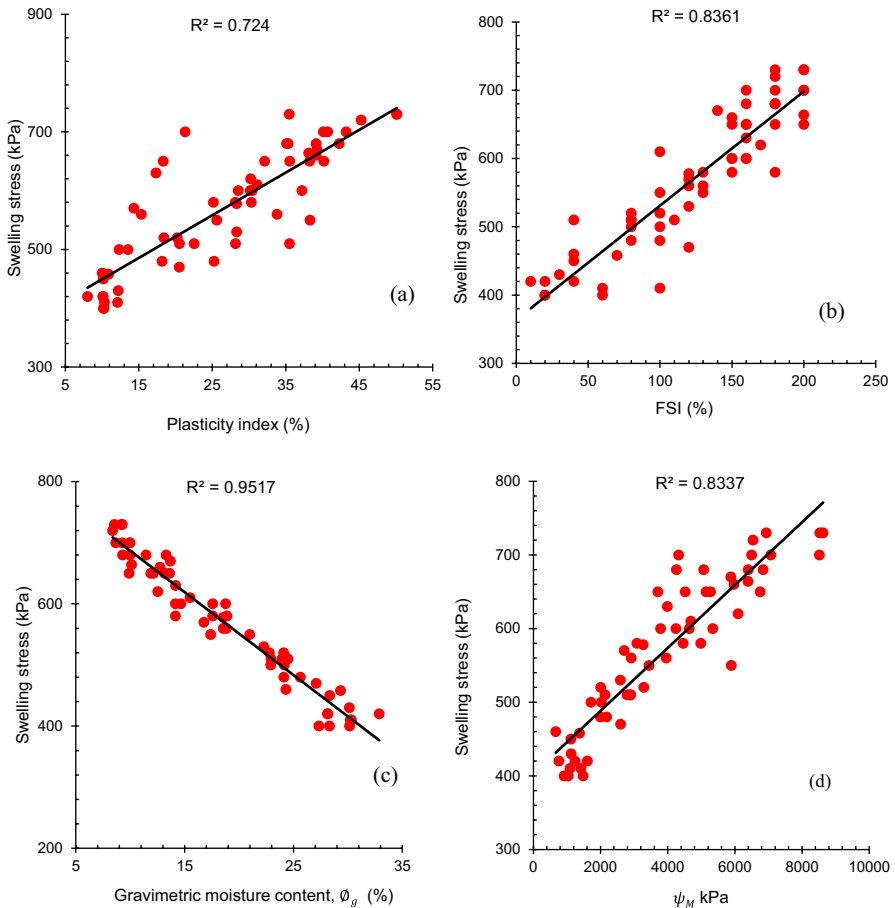 R² = 0.724
900
700
500
300
Swelling stress (kPa)
5 15 25 35 45 55
Plasticity index (%)
(a)
R² = 0.8361
800
700
600
500
400
300
Swelling stress (kPa)
0 50 100 150 200 250
FSI (%)
(b)
R² = 0.9517
800
600
400
200
Swelling stress (kPa)
5 15 25 35
Gravimetric moisture content, ∅g (%)
(c)
R² = 0.8337
800
700
600
500
400
300
Swelling stress (kPa)
0 2000 4000 6000 8000 10000
ψM kPa
(d)